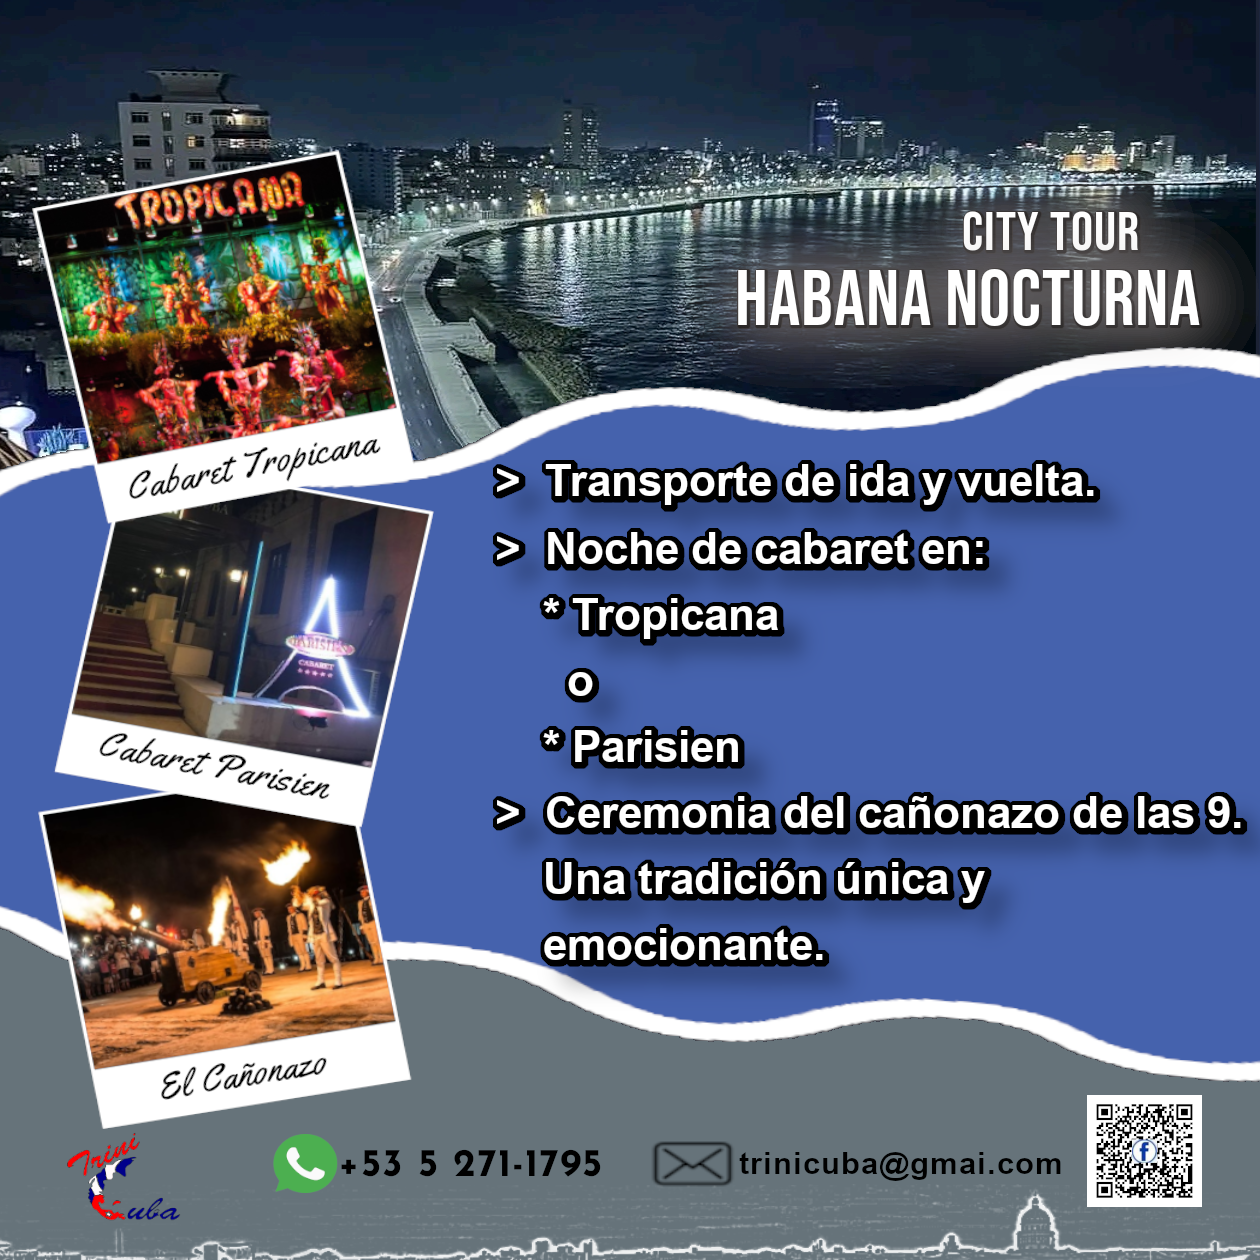 CITY TOUR
HABANA NOCTURNA
TROPICANA
Cabaret Tropicana
PARISIEN
CABARET
Cabaret Parisien
El Cañonazo
> Transporte de ida y vuelta.
> Noche de cabaret en:
* Tropicana
o
* Parisien
> Ceremonia del cañonazo de las 9.
Una tradición única y
emocionante.
Trini
Cuba
+53 5 271-1795
trinicuba@gmai.com
f